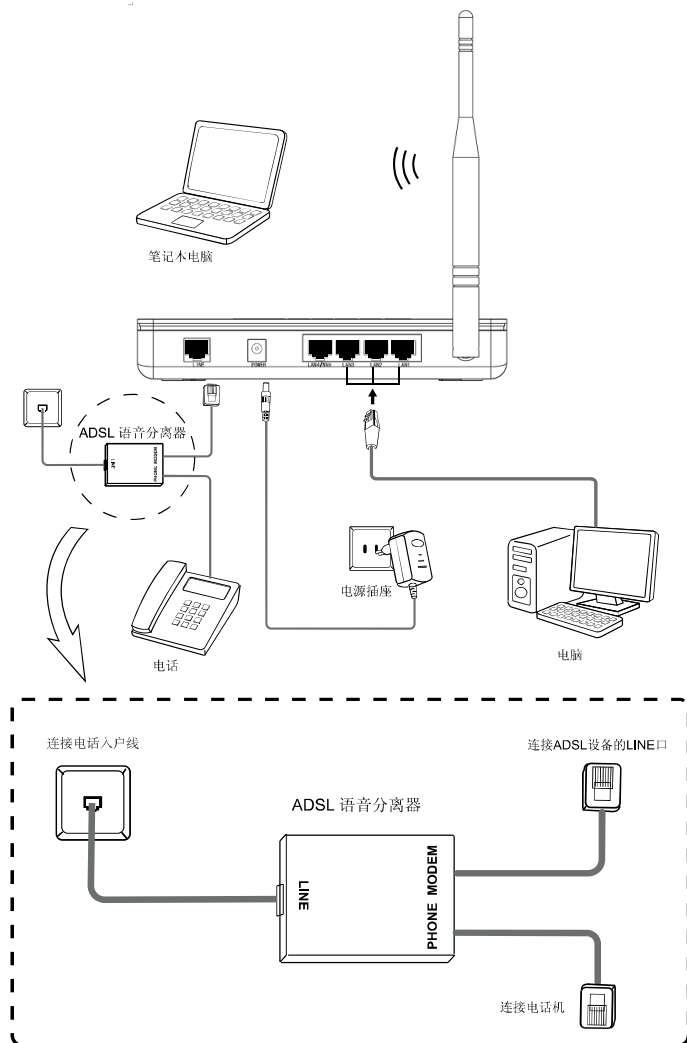 笔记本电脑
LINE
POWER
LAN4/WAN
LAN3
LAN2
LAN1
ADSL 语音分离器
LINE
PHONE MODEM
电源插座
电话
电脑
连接电话入户线
连接ADSL设备的LINE口
ADSL 语音分离器
LINE
PHONE MODEM
连接电话机